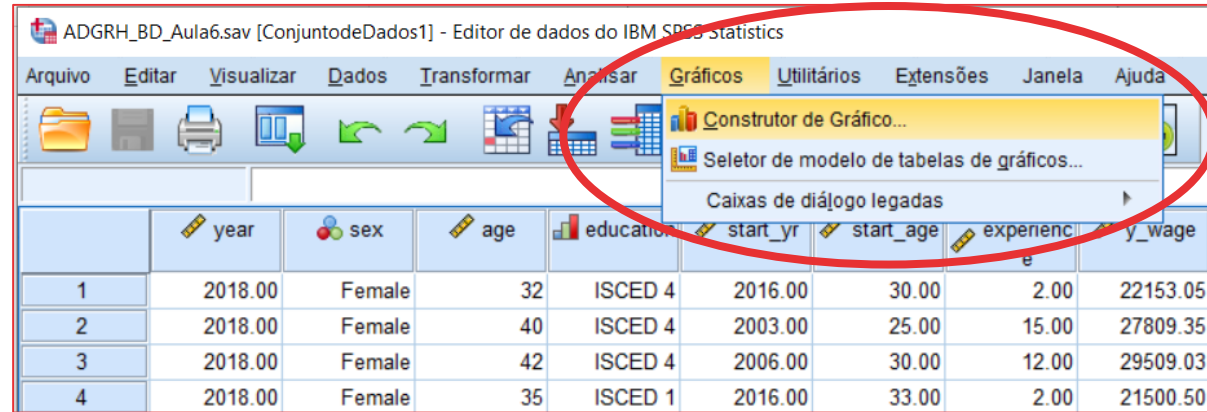 ADGRH_BD_Aula6.sav [ConjuntodeDados1] - Editor de dados do IBM SPSS Statistics
Arquivo Editar Visualizar Dados Transformar Analisar Gráficos Utilitários Extensões Janela Ajuda
Construtor de Gráfico...
Seletor de modelo de tabelas de gráficos...
Caixas de diálogo legadas
year sex age education start_yr start_age experienc y_wage
e
1 2018.00 Female 32 ISCED 4 2016.00 30.00 2.00 22153.05
2 2018.00 Female 40 ISCED 4 2003.00 25.00 15.00 27809.35
3 2018.00 Female 42 ISCED 4 2006.00 30.00 12.00 29509.03
4 2018.00 Female 35 ISCED 1 2016.00 33.00 2.00 21500.50